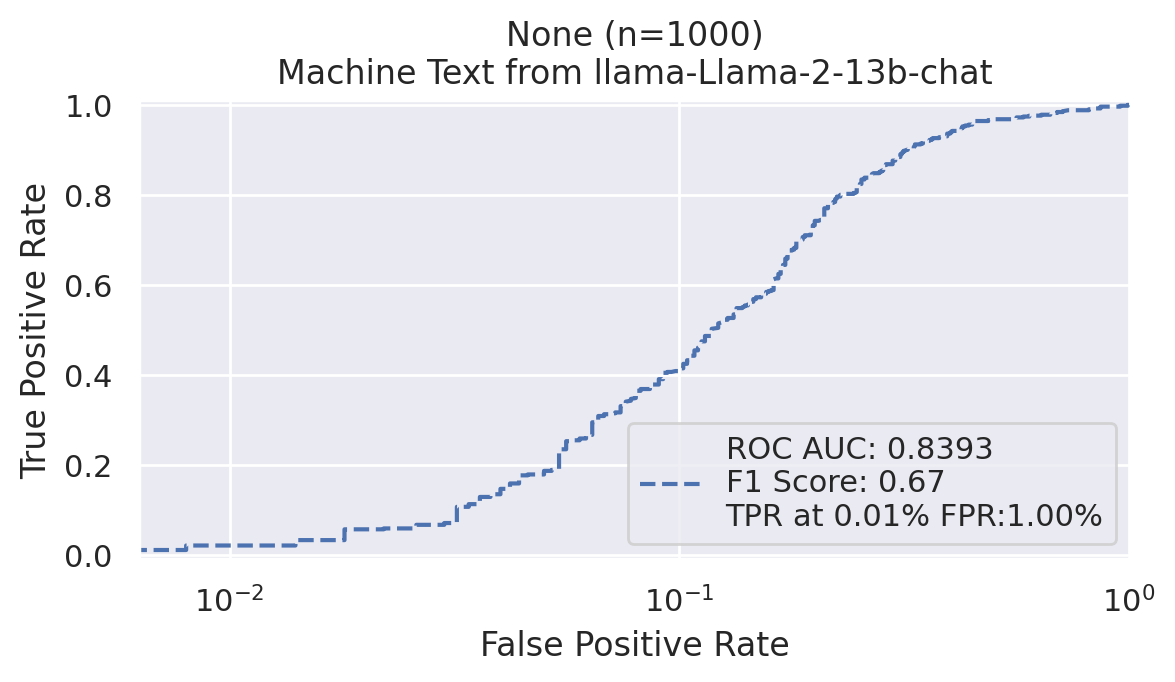 None (n=1000)
Machine Text from llama-Llama-2-13b-chat
True Positive Rate
1.0
0.8
0.6
0.4
0.2
0.0
ROC AUC: 0.8393
F1 Score: 0.67
TPR at 0.01% FPR:1.00%
10⁻² 10⁻¹ 10⁰
False Positive Rate